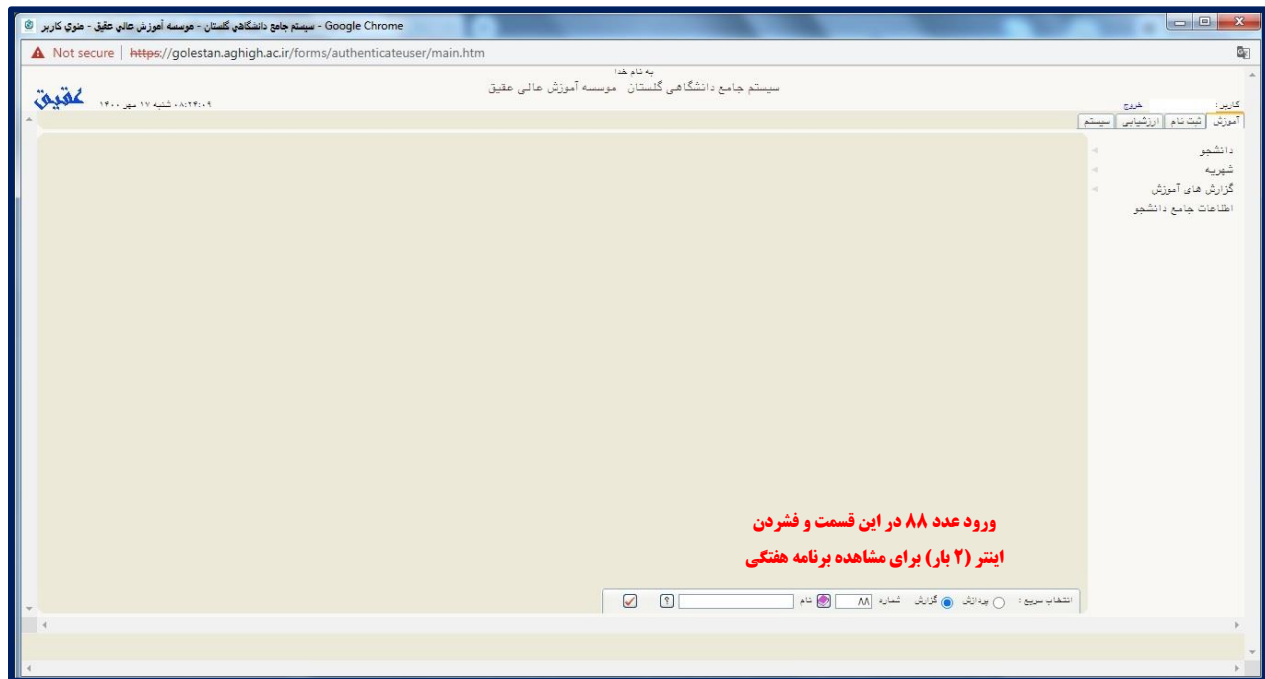 سیستم جامع دانشگاهی گلستان - موسسه آموزش عالی عقیق - منوی کاربر - Google Chrome
Not secure | https://golestan.aghigh.ac.ir/forms/authenticateuser/main.htm
به نام خدا
سیستم جامع دانشگاهی گلستان موسسه آموزش عالی عقیق
عقیق
۰۸:۲۴:۰۹ شنبه ۱۷ مهر ۱۴۰۰
کاربر : خروج
آموزش ثبت نام ارزشیابی سیستم
دانشجو
شهریه
گزارش های آموزش
اطلاعات جامع دانشجو
ورود عدد ۸۸ در این قسمت و فشردن
اینتر (۲ بار) برای مشاهده برنامه هفتگی
انتخاب سریع : پردازش گزارش شماره ۸۸ نام ؟